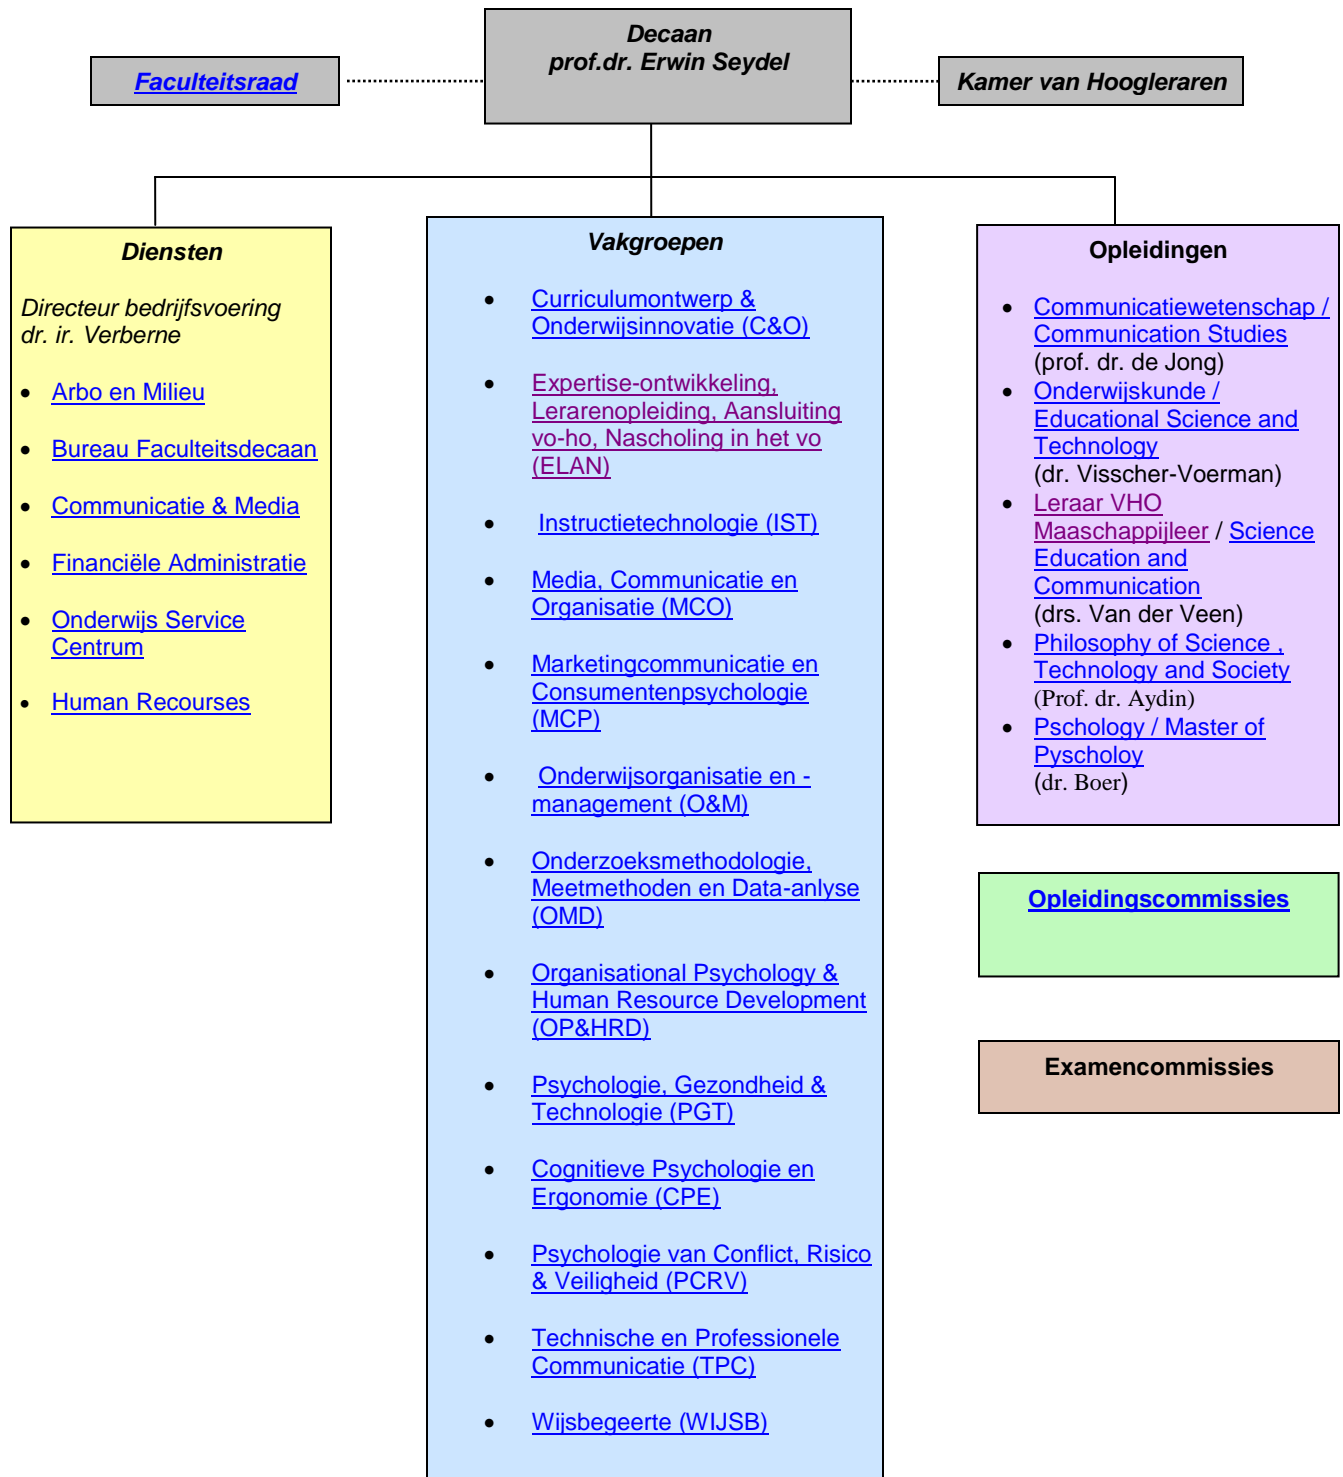 Decaan
prof.dr. Erwin Seydel
Faculteitsraad
Kamer van Hoogleraren
Diensten
Directeur bedrijfsvoering
dr. ir. Verberne
• Arbo en Milieu
• Bureau Faculteitsdecaan
• Communicatie & Media
• Financiële Administratie
• Onderwijs Service
Centrum
• Human Recourses
Vakgroepen
• Curriculumontwerp &
Onderwijsinnovatie (C&O)
• Expertise-ontwikkeling,
Lerarenopleiding, Aansluiting
vo-ho, Nascholing in het vo
(ELAN)
• Instructietechnologie (IST)
• Media, Communicatie en
Organisatie (MCO)
• Marketingcommunicatie en
Consumentenpsychologie
(MCP)
• Onderwijsorganisatie en -
management (O&M)
• Onderzoeksmethodologie,
Meetmethoden en Data-anlyse
(OMD)
• Organisational Psychology &
Human Resource Development
(OP&HRD)
• Psychologie, Gezondheid &
Technologie (PGT)
• Cognitieve Psychologie en
Ergonomie (CPE)
• Psychologie van Conflict, Risico
& Veiligheid (PCRV)
• Technische en Professionele
Communicatie (TPC)
• Wijsbegeerte (WIJSB)
Opleidingen
• Communicatiewetenschap /
Communication Studies
(prof. dr. de Jong)
• Onderwijskunde /
Educational Science and
Technology
(dr. Visscher-Voerman)
• Leraar VHO
Maaschappijleer / Science
Education and
Communication
(drs. Van der Veen)
• Philosophy of Science ,
Technology and Society
(Prof. dr. Aydin)
• Pschology / Master of
Pyscholoy
(dr. Boer)
Opleidingscommissies
Examencommissies